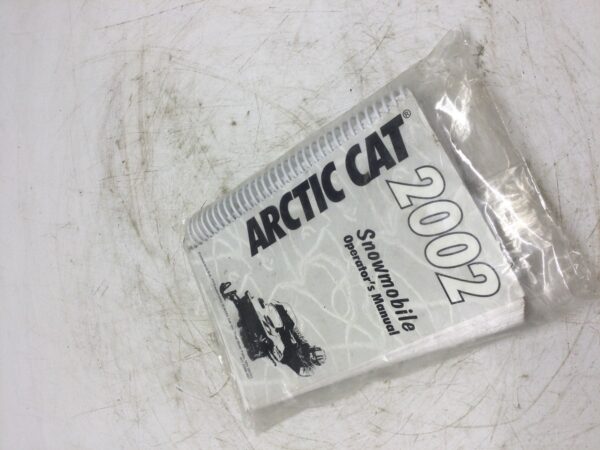 ARCTIC CAT®
2002
Snowmobile
Operator's Manual